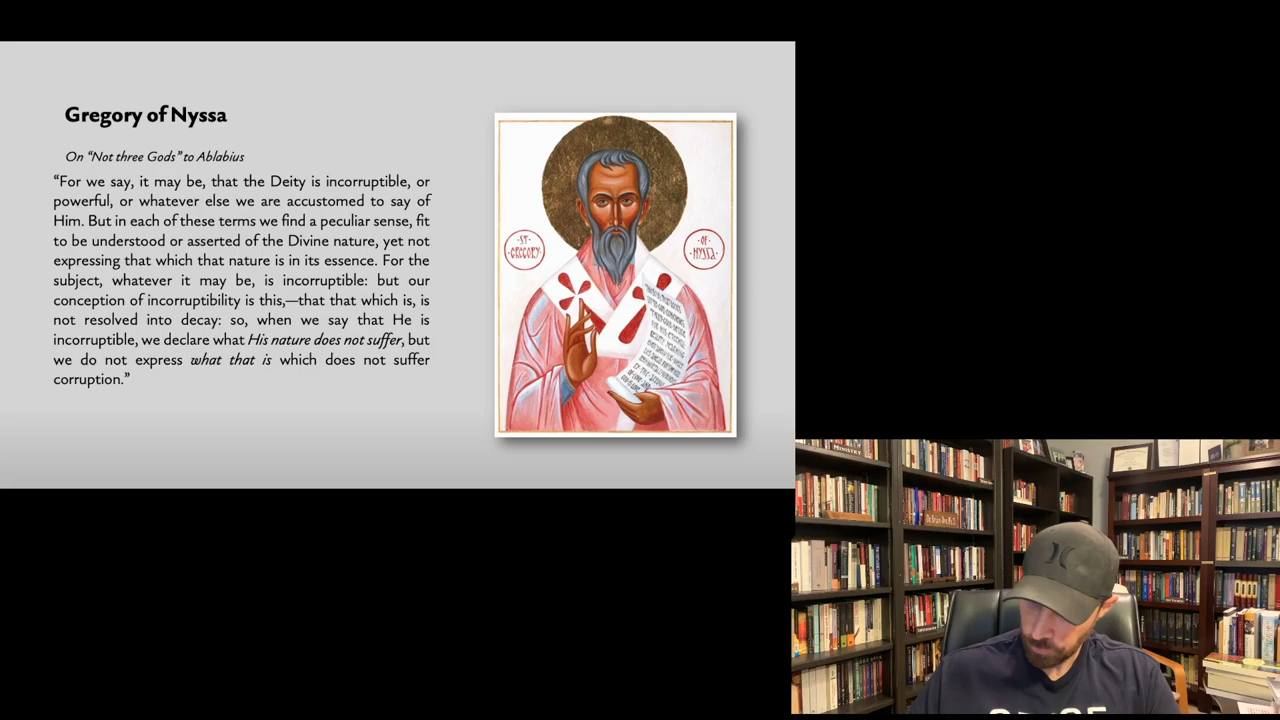 Gregory of Nyssa
On “Not three Gods” to Ablabius
“For we say, it may be, that the Deity is incorruptible, or
powerful, or whatever else we are accustomed to say of
Him. But in each of these terms we find a peculiar sense, fit
to be understood or asserted of the Divine nature, yet not
expressing that which that nature is in its essence. For the
subject, whatever it may be, is incorruptible: but our
conception of incorruptibility is this,—that that which is, is
not resolved into decay: so, when we say that He is
incorruptible, we declare what His nature does not suffer, but
we do not express what that is which does not suffer
corruption.”
·ST·
GREGORY
·OF·
NYSSA
MINISTRY